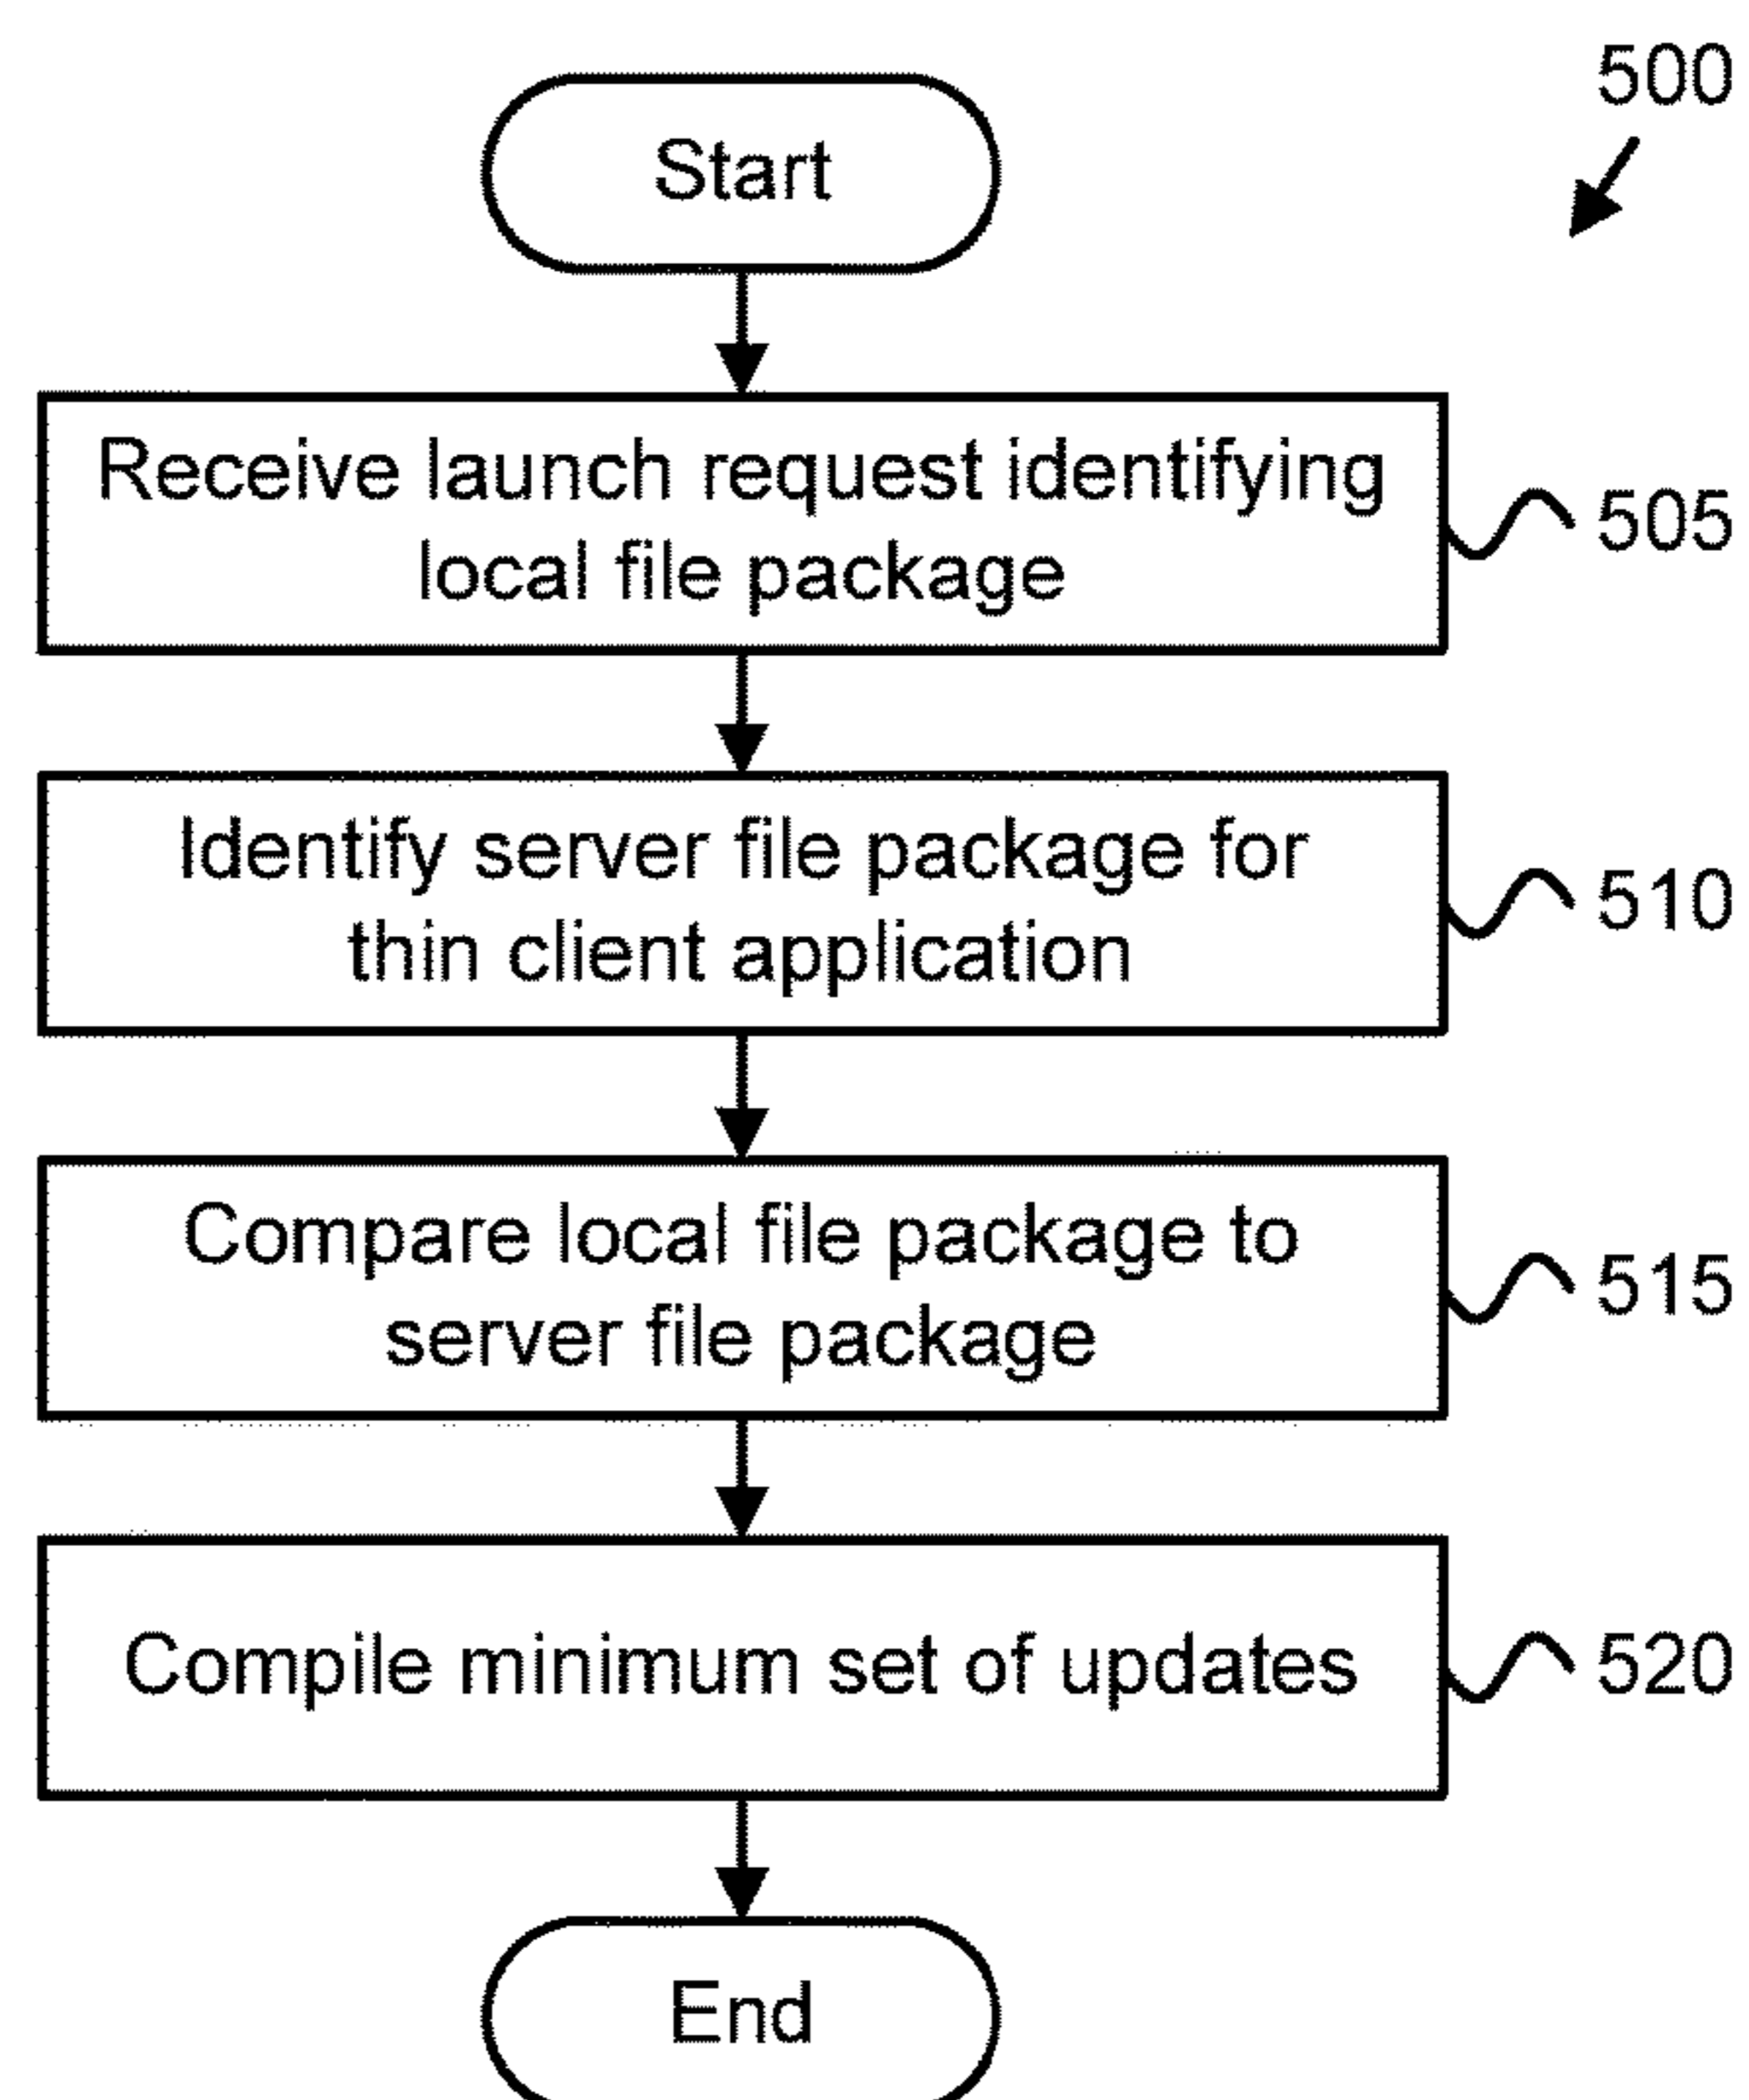 500
Start
Receive launch request identifying
local file package
505
Identify server file package for
thin client application
510
Compare local file package to
server file package
515
Compile minimum set of updates
520
End